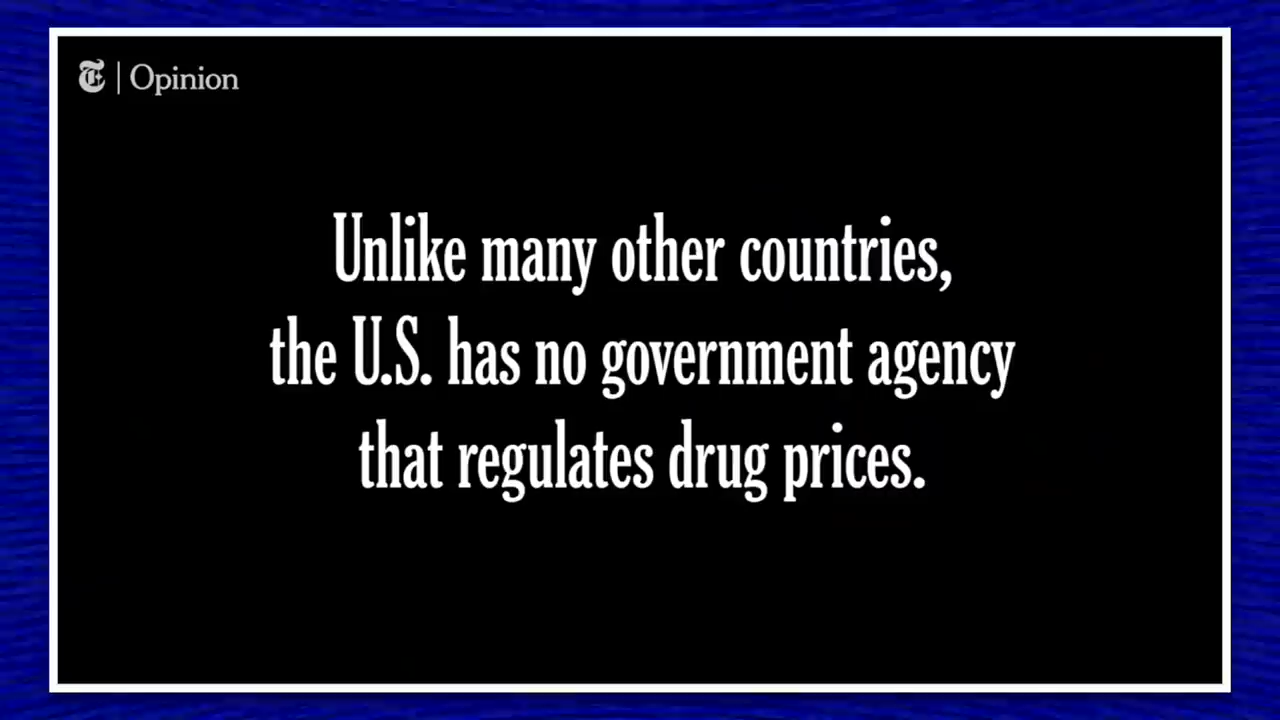 T | Opinion
Unlike many other countries,
the U.S. has no government agency
that regulates drug prices.